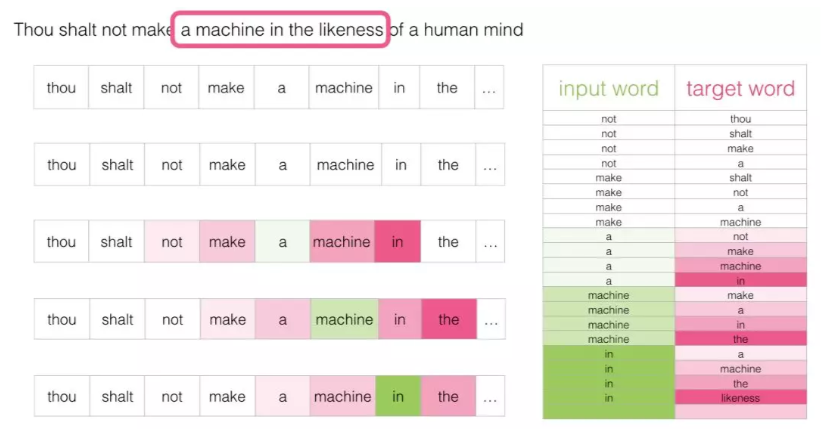 Thou shalt not make a machine in the likeness of a human mind
thou shalt not make a machine in the ...
thou shalt not make a machine in the ...
thou shalt not make a machine in the ...
thou shalt not make a machine in the ...
thou shalt not make a machine in the ...
input word target word
not thou
not shalt
not make
not a
make shalt
make not
make a
make machine
a not
a make
a machine
a in
machine make
machine a
machine in
machine the
in a
in machine
in the
in likeness